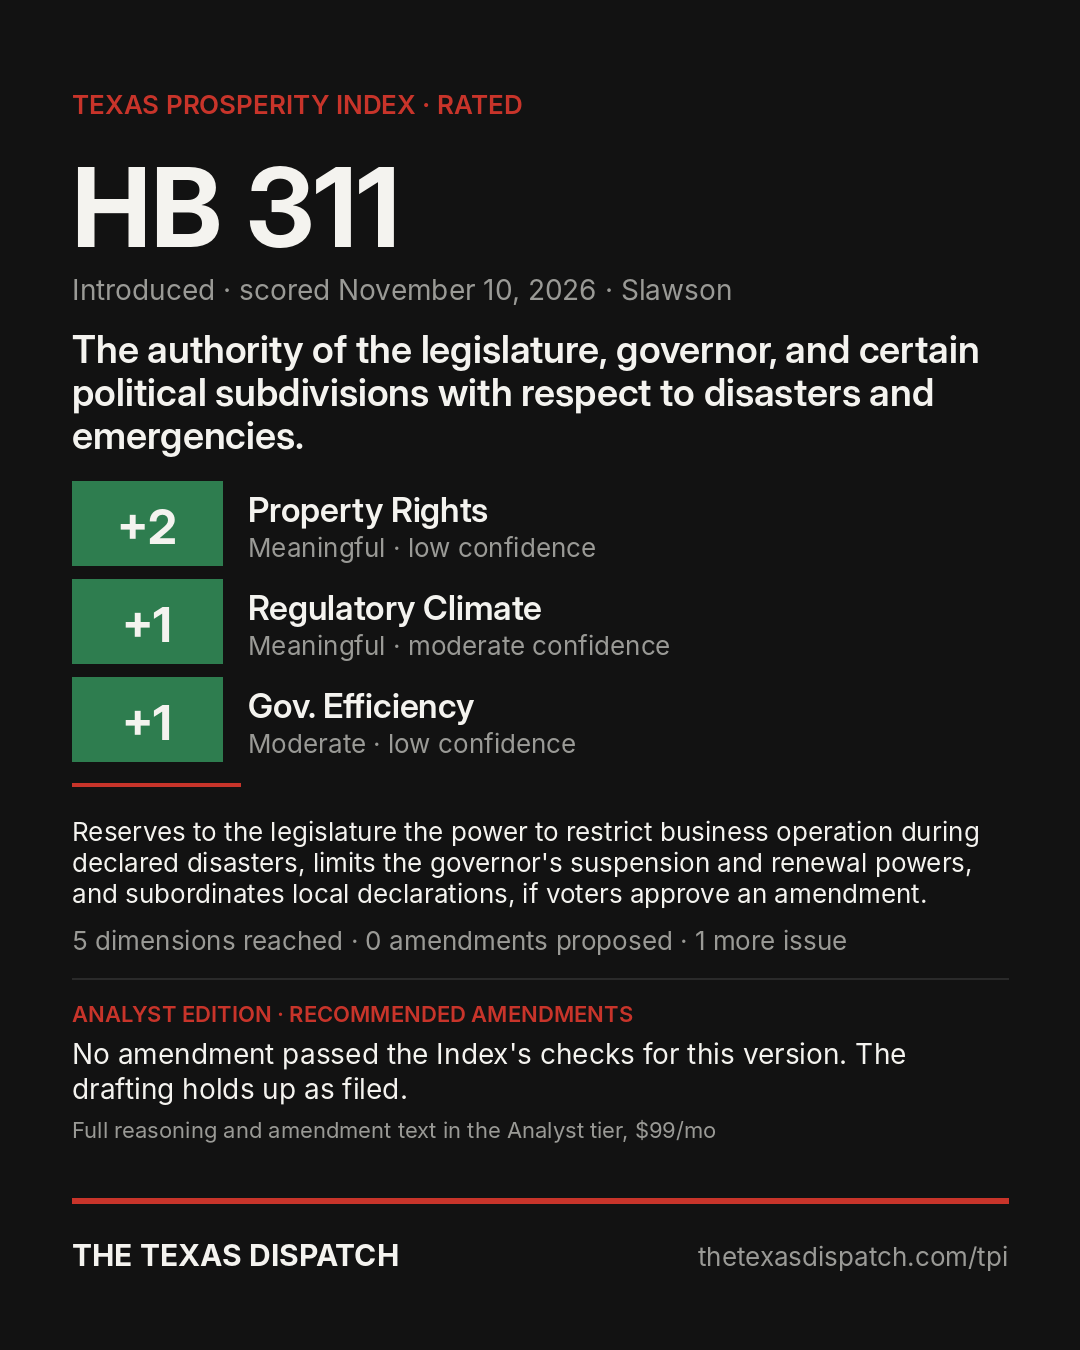 TEXAS PROSPERITY INDEX · RATED
HB 311
Introduced · scored November 10, 2026 · Slawson
The authority of the legislature, governor, and certain
political subdivisions with respect to disasters and
emergencies.
+2
Property Rights
Meaningful · low confidence
+1
Regulatory Climate
Meaningful · moderate confidence
+1
Gov. Efficiency
Moderate · low confidence
Reserves to the legislature the power to restrict business operation during
declared disasters, limits the governor's suspension and renewal powers,
and subordinates local declarations, if voters approve an amendment.
5 dimensions reached · 0 amendments proposed · 1 more issue
ANALYST EDITION · RECOMMENDED AMENDMENTS
No amendment passed the Index's checks for this version. The
drafting holds up as filed.
Full reasoning and amendment text in the Analyst tier, $99/mo
THE TEXAS DISPATCH
thetexasdispatch.com/tpi